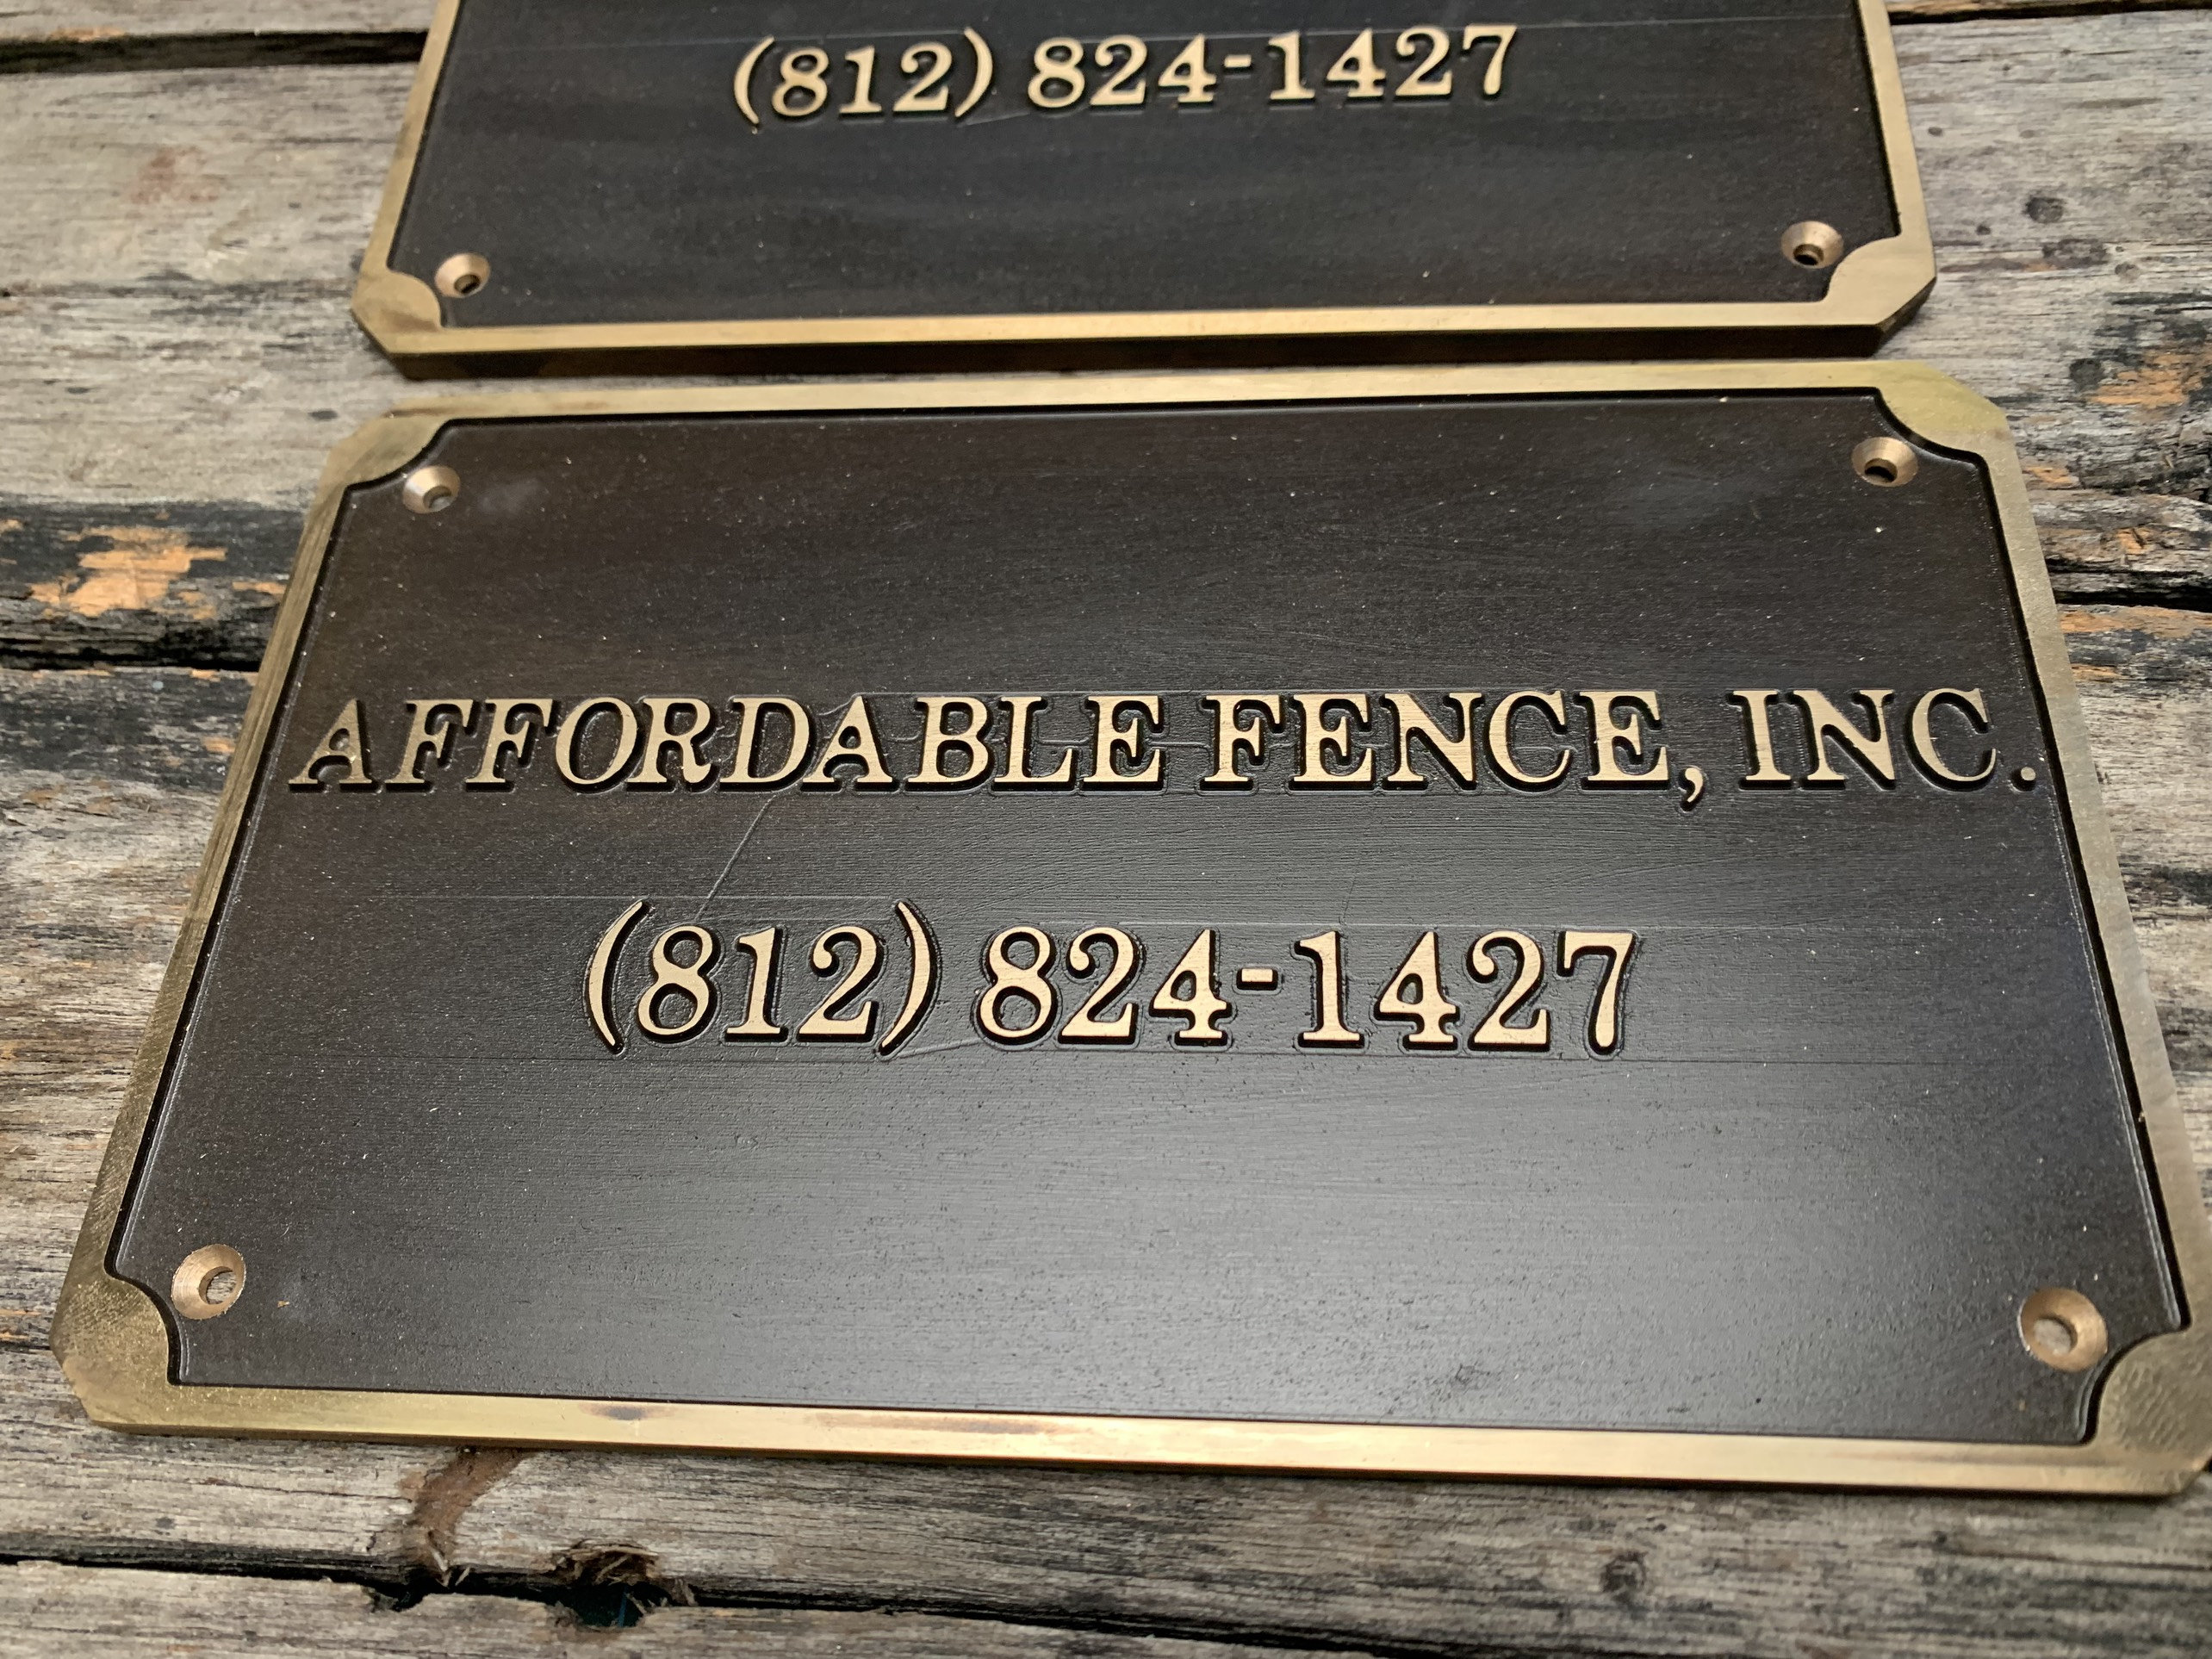 (812) 824-1427
AFFORDABLE FENCE, INC.
(812) 824-1427